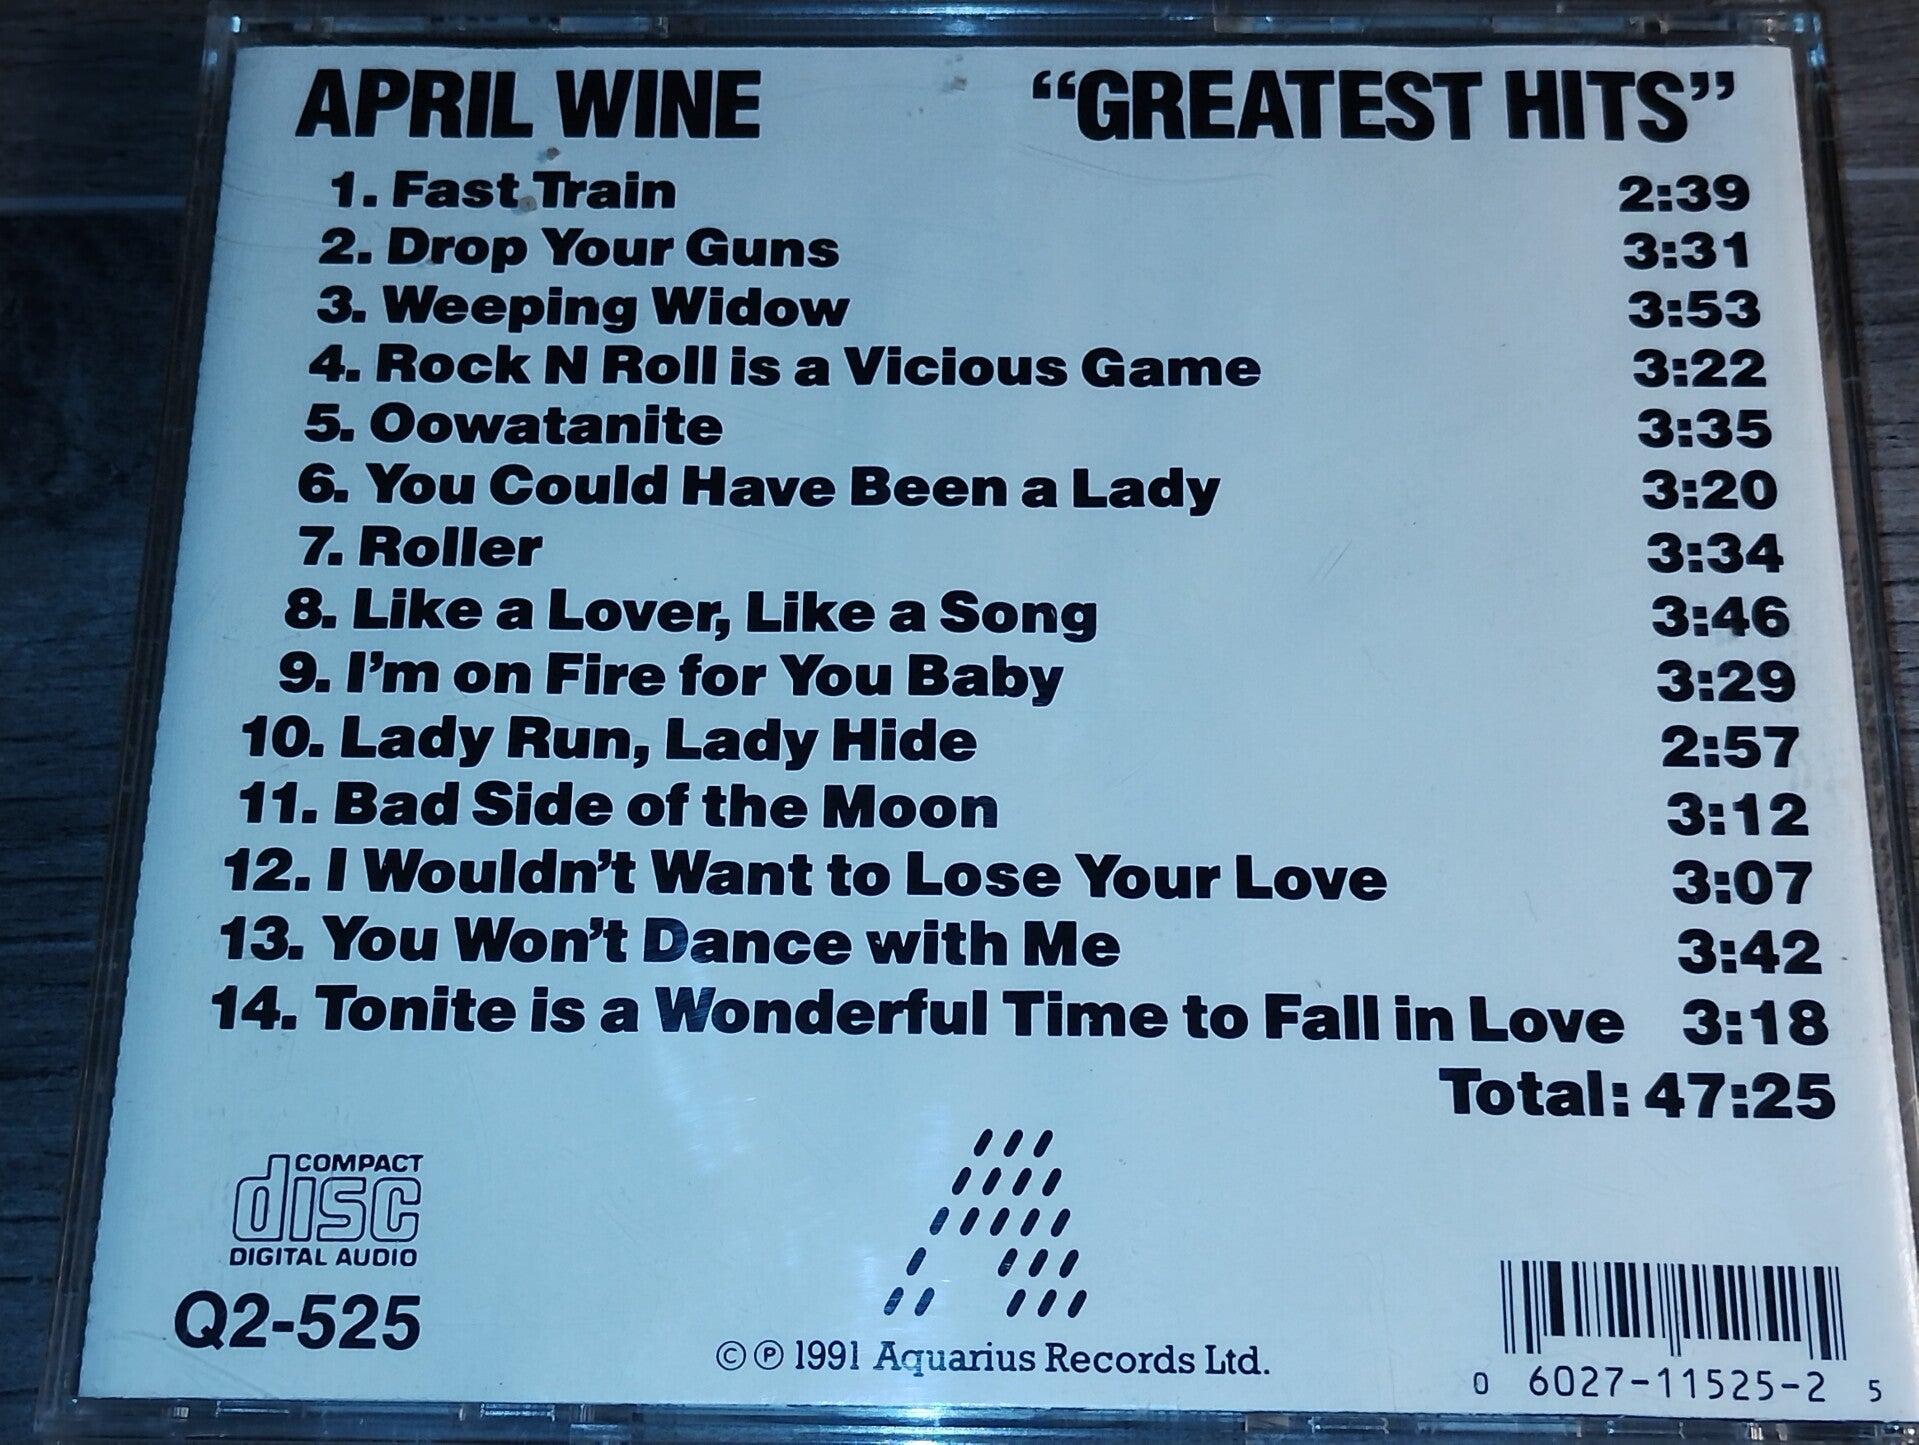 APRIL WINE "GREATEST HITS"
1. Fast Train 2:39
2. Drop Your Guns 3:31
3. Weeping Widow 3:53
4. Rock N Roll is a Vicious Game 3:22
5. Oowatanite 3:35
6. You Could Have Been a Lady 3:20
7. Roller 3:34
8. Like a Lover, Like a Song 3:46
9. I'm on Fire for You Baby 3:29
10. Lady Run, Lady Hide 2:57
11. Bad Side of the Moon 3:12
12. I Wouldn't Want to Lose Your Love 3:07
13. You Won't Dance with Me 3:42
14. Tonite is a Wonderful Time to Fall in Love 3:18
Total: 47:25
COMPACT
disc
DIGITAL AUDIO
Q2-525
©℗ 1991 Aquarius Records Ltd.
0 6027-11525-2 5